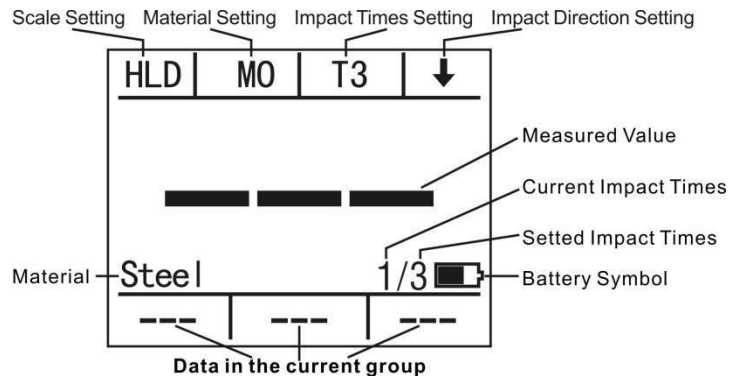 Scale Setting Material Setting Impact Times Setting Impact Direction Setting
HLD M0 T3 ↓
Measured Value
Current Impact Times
Setted Impact Times
Material Steel 1/3 Battery Symbol
--- --- ---
Data in the current group